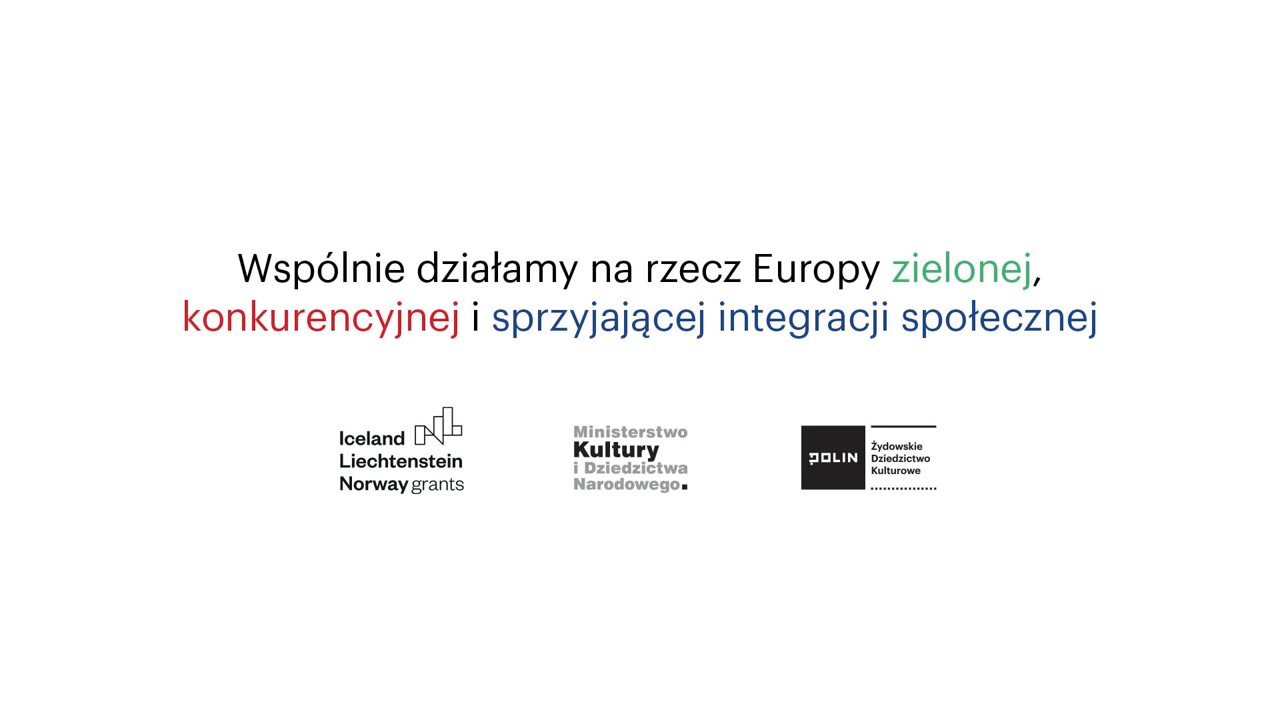 Wspólnie działamy na rzecz Europy zielonej,
konkurencyjnej i sprzyjającej integracji społecznej
Iceland
Liechtenstein
Norway grants
Ministerstwo
Kultury
i Dziedzictwa
Narodowego.
POLIN
Żydowskie
Dziedzictwo
Kulturowe